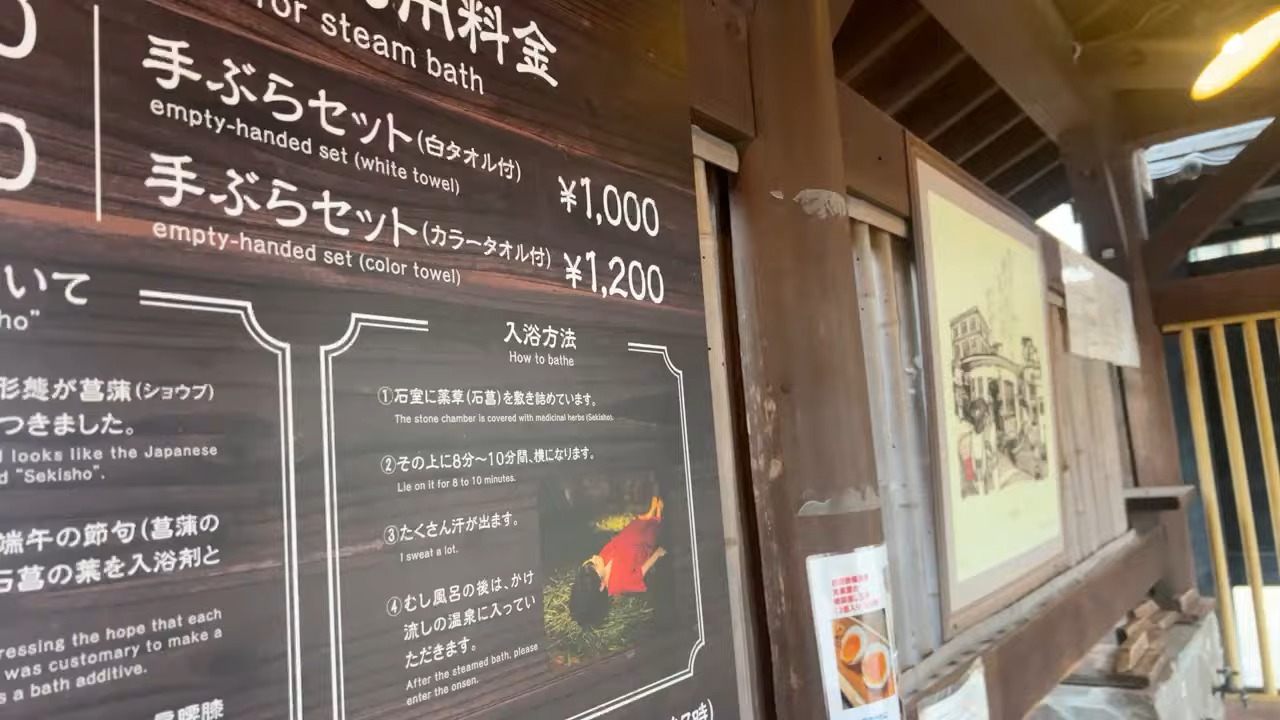 用料金
for steam bath
手ぶらセット(白タオル付)
empty-handed set (white towel)
¥1,000
手ぶらセット(カラータオル付)
empty-handed set (color towel)
¥1,200
いて
ho"
形態が菖蒲(ショウブ)
つきました。
looks like the Japanese
"Sekisho".
端午の節句(菖蒲の
石菖の葉を入浴剤と
ressing the hope that each
was customary to make a
s a bath additive.
腰膝
入浴方法
How to bathe
①石室に薬草(石菖)を敷き詰めています。
The stone chamber is covered with medicinal herbs (Sekisho).
②その上に8分〜10分間、横になります。
Lie on it for 8 to 10 minutes.
③たくさん汗が出ます。
I sweat a lot.
④むし風呂の後は、かけ
流しの温泉に入ってい
ただきます。
After the steamed bath, please
enter the onsen.